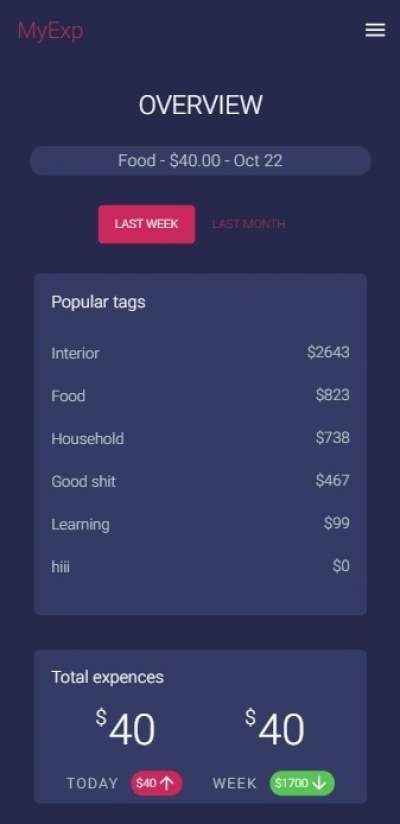 MyExp
OVERVIEW
Food - $40.00 - Oct 22
LAST WEEK LAST MONTH
Popular tags
Interior $2643
Food $823
Household $738
Good shit $467
Learning $99
hiii $0
Total expences
$40 $40
TODAY $40 WEEK $1700